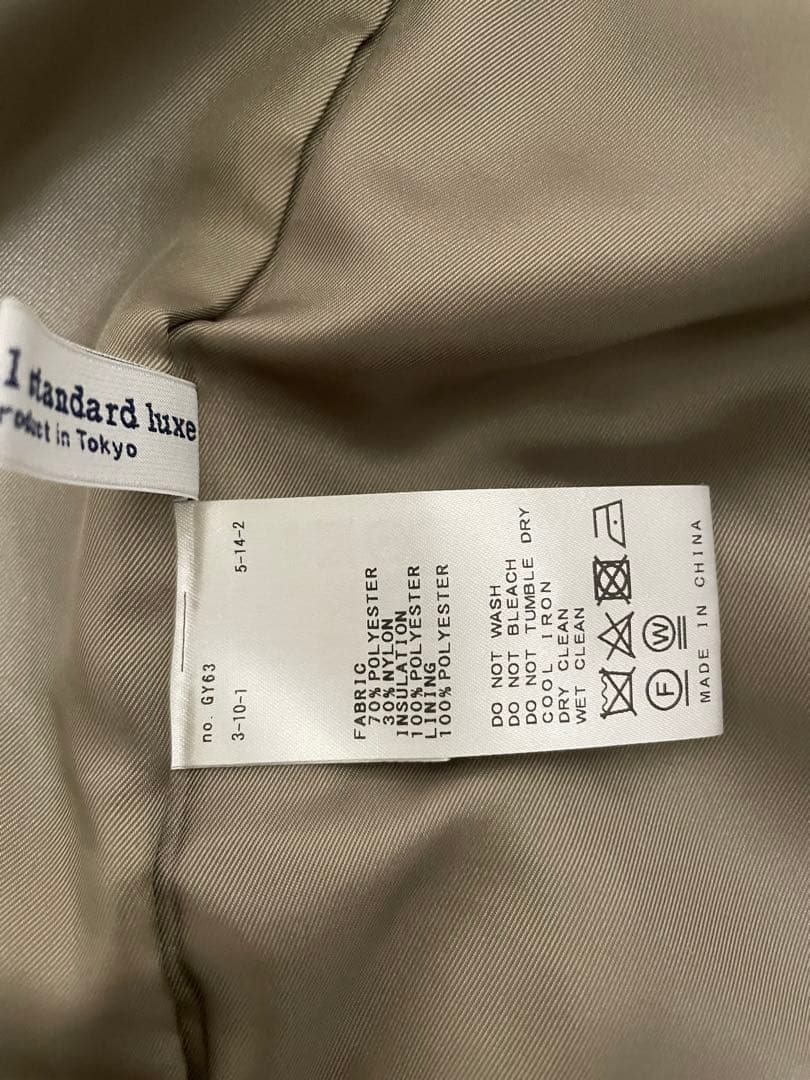 1 standard luxe
product in Tokyo
no. GY63
3-10-1 5-14-2
FABRIC
70% POLYESTER
30% NYLON
INSULATION
100% POLYESTER
LINING
100% POLYESTER
DO NOT WASH
DO NOT BLEACH
DO NOT TUMBLE DRY
COOL IRON
DRY CLEAN
WET CLEAN
F W
MADE IN CHINA